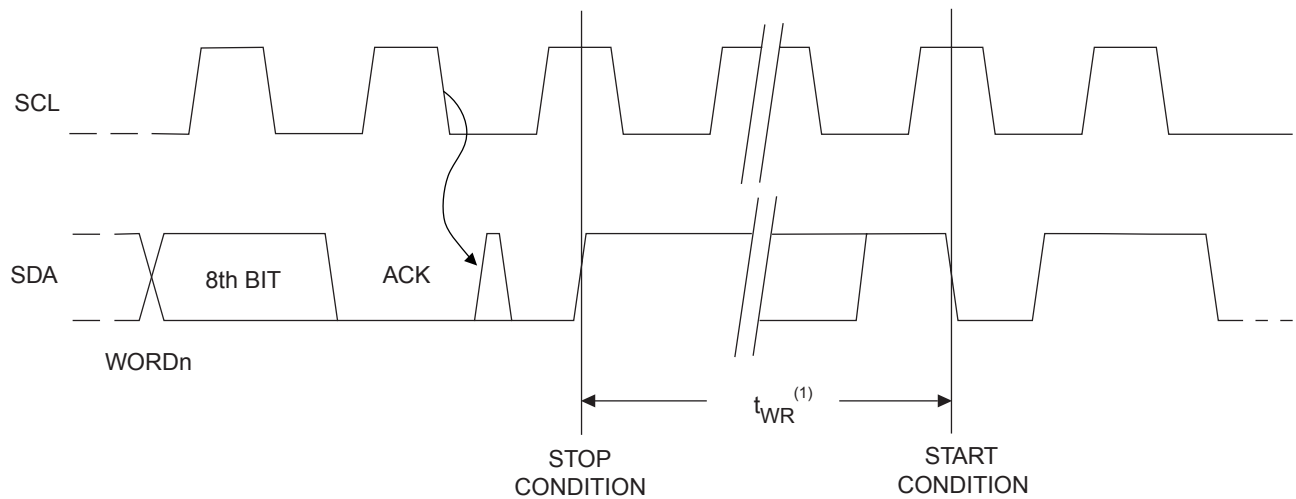 SCL
SDA
8th BIT
ACK
WORDn
tWR(1)
STOP
CONDITION
START
CONDITION